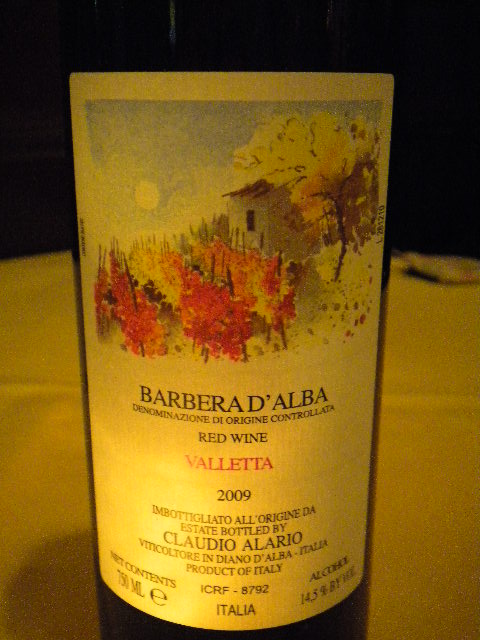 L.281210
BARBERA D'ALBA
DENOMINAZIONE DI ORIGINE CONTROLLATA
RED WINE
VALLETTA
2009
IMBOTTIGLIATO ALL'ORIGINE DA
ESTATE BOTTLED BY
CLAUDIO ALARIO
VITICOLTORE IN DIANO D'ALBA - ITALIA
PRODUCT OF ITALY
NET CONTENTS
750 ML e
ICRF - 8792
ITALIA
ALCOHOL
14,5 % BY VOL.